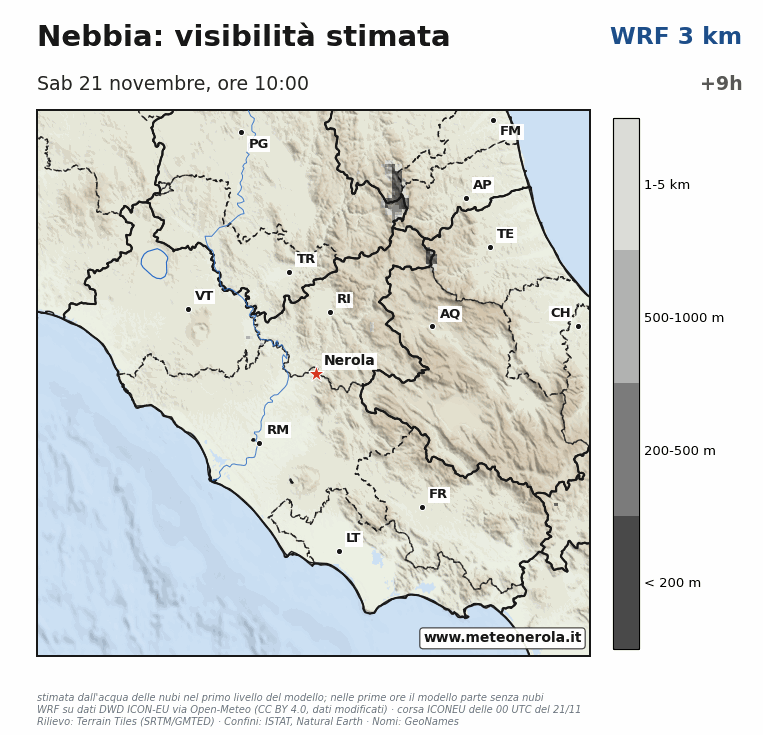 Nebbia: visibilità stimata
WRF 3 km
Sab 21 novembre, ore 10:00
+9h
FM
PG
1-5 km
AP
TE
TR
VT
RI
AQ
CH
500-1000 m
Nerola
RM
200-500 m
FR
LT
< 200 m
www.meteonerola.it
stimata dall'acqua delle nubi nel primo livello del modello; nelle prime ore il modello parte senza nubi
WRF su dati DWD ICON-EU via Open-Meteo (CC BY 4.0, dati modificati) · corsa ICONEU delle 00 UTC del 21/11
Rilievo: Terrain Tiles (SRTM/GMTED) · Confini: ISTAT, Natural Earth · Nomi: GeoNames